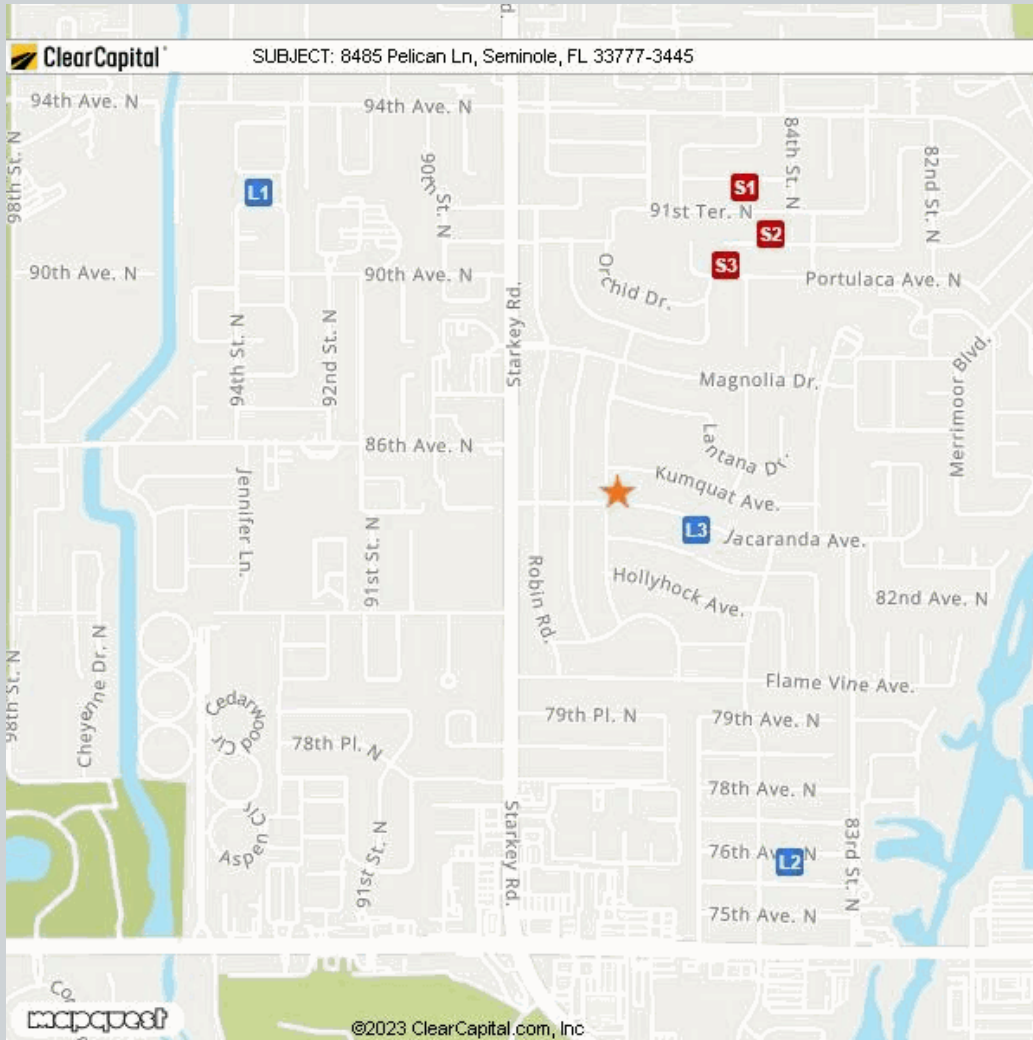 d.
ClearCapital
SUBJECT: 8485 Pelican Ln, Seminole, FL 33777-3445
94th Ave. N
94th Ave. N
98th St. N
90th St. N
84th St. N
82nd St. N
L1
S1
91st Ter. N
S2
S3
90th Ave. N
90th Ave. N
Orchid Dr.
Portulaca Ave. N
Starkey Rd.
94th St. N
92nd St. N
Magnolia Dr.
Merrimoor Blvd.
86th Ave. N
Lantana Dr.
Kumquat Ave.
Jennifer Ln.
L3
Jacaranda Ave.
91st St. N
Robin Rd.
Hollyhock Ave.
82nd Ave. N
98th St. N
Cheyenne Dr. N
Flame Vine Ave.
Cedarwood Cir
79th Pl. N
79th Ave. N
78th Pl. N
78th Ave. N
Starkey Rd.
Aspen Cir
91st St. N
76th Av N
L2
83rd St. N
75th Ave. N
Co
mapquest
©2023 ClearCapital.com, Inc